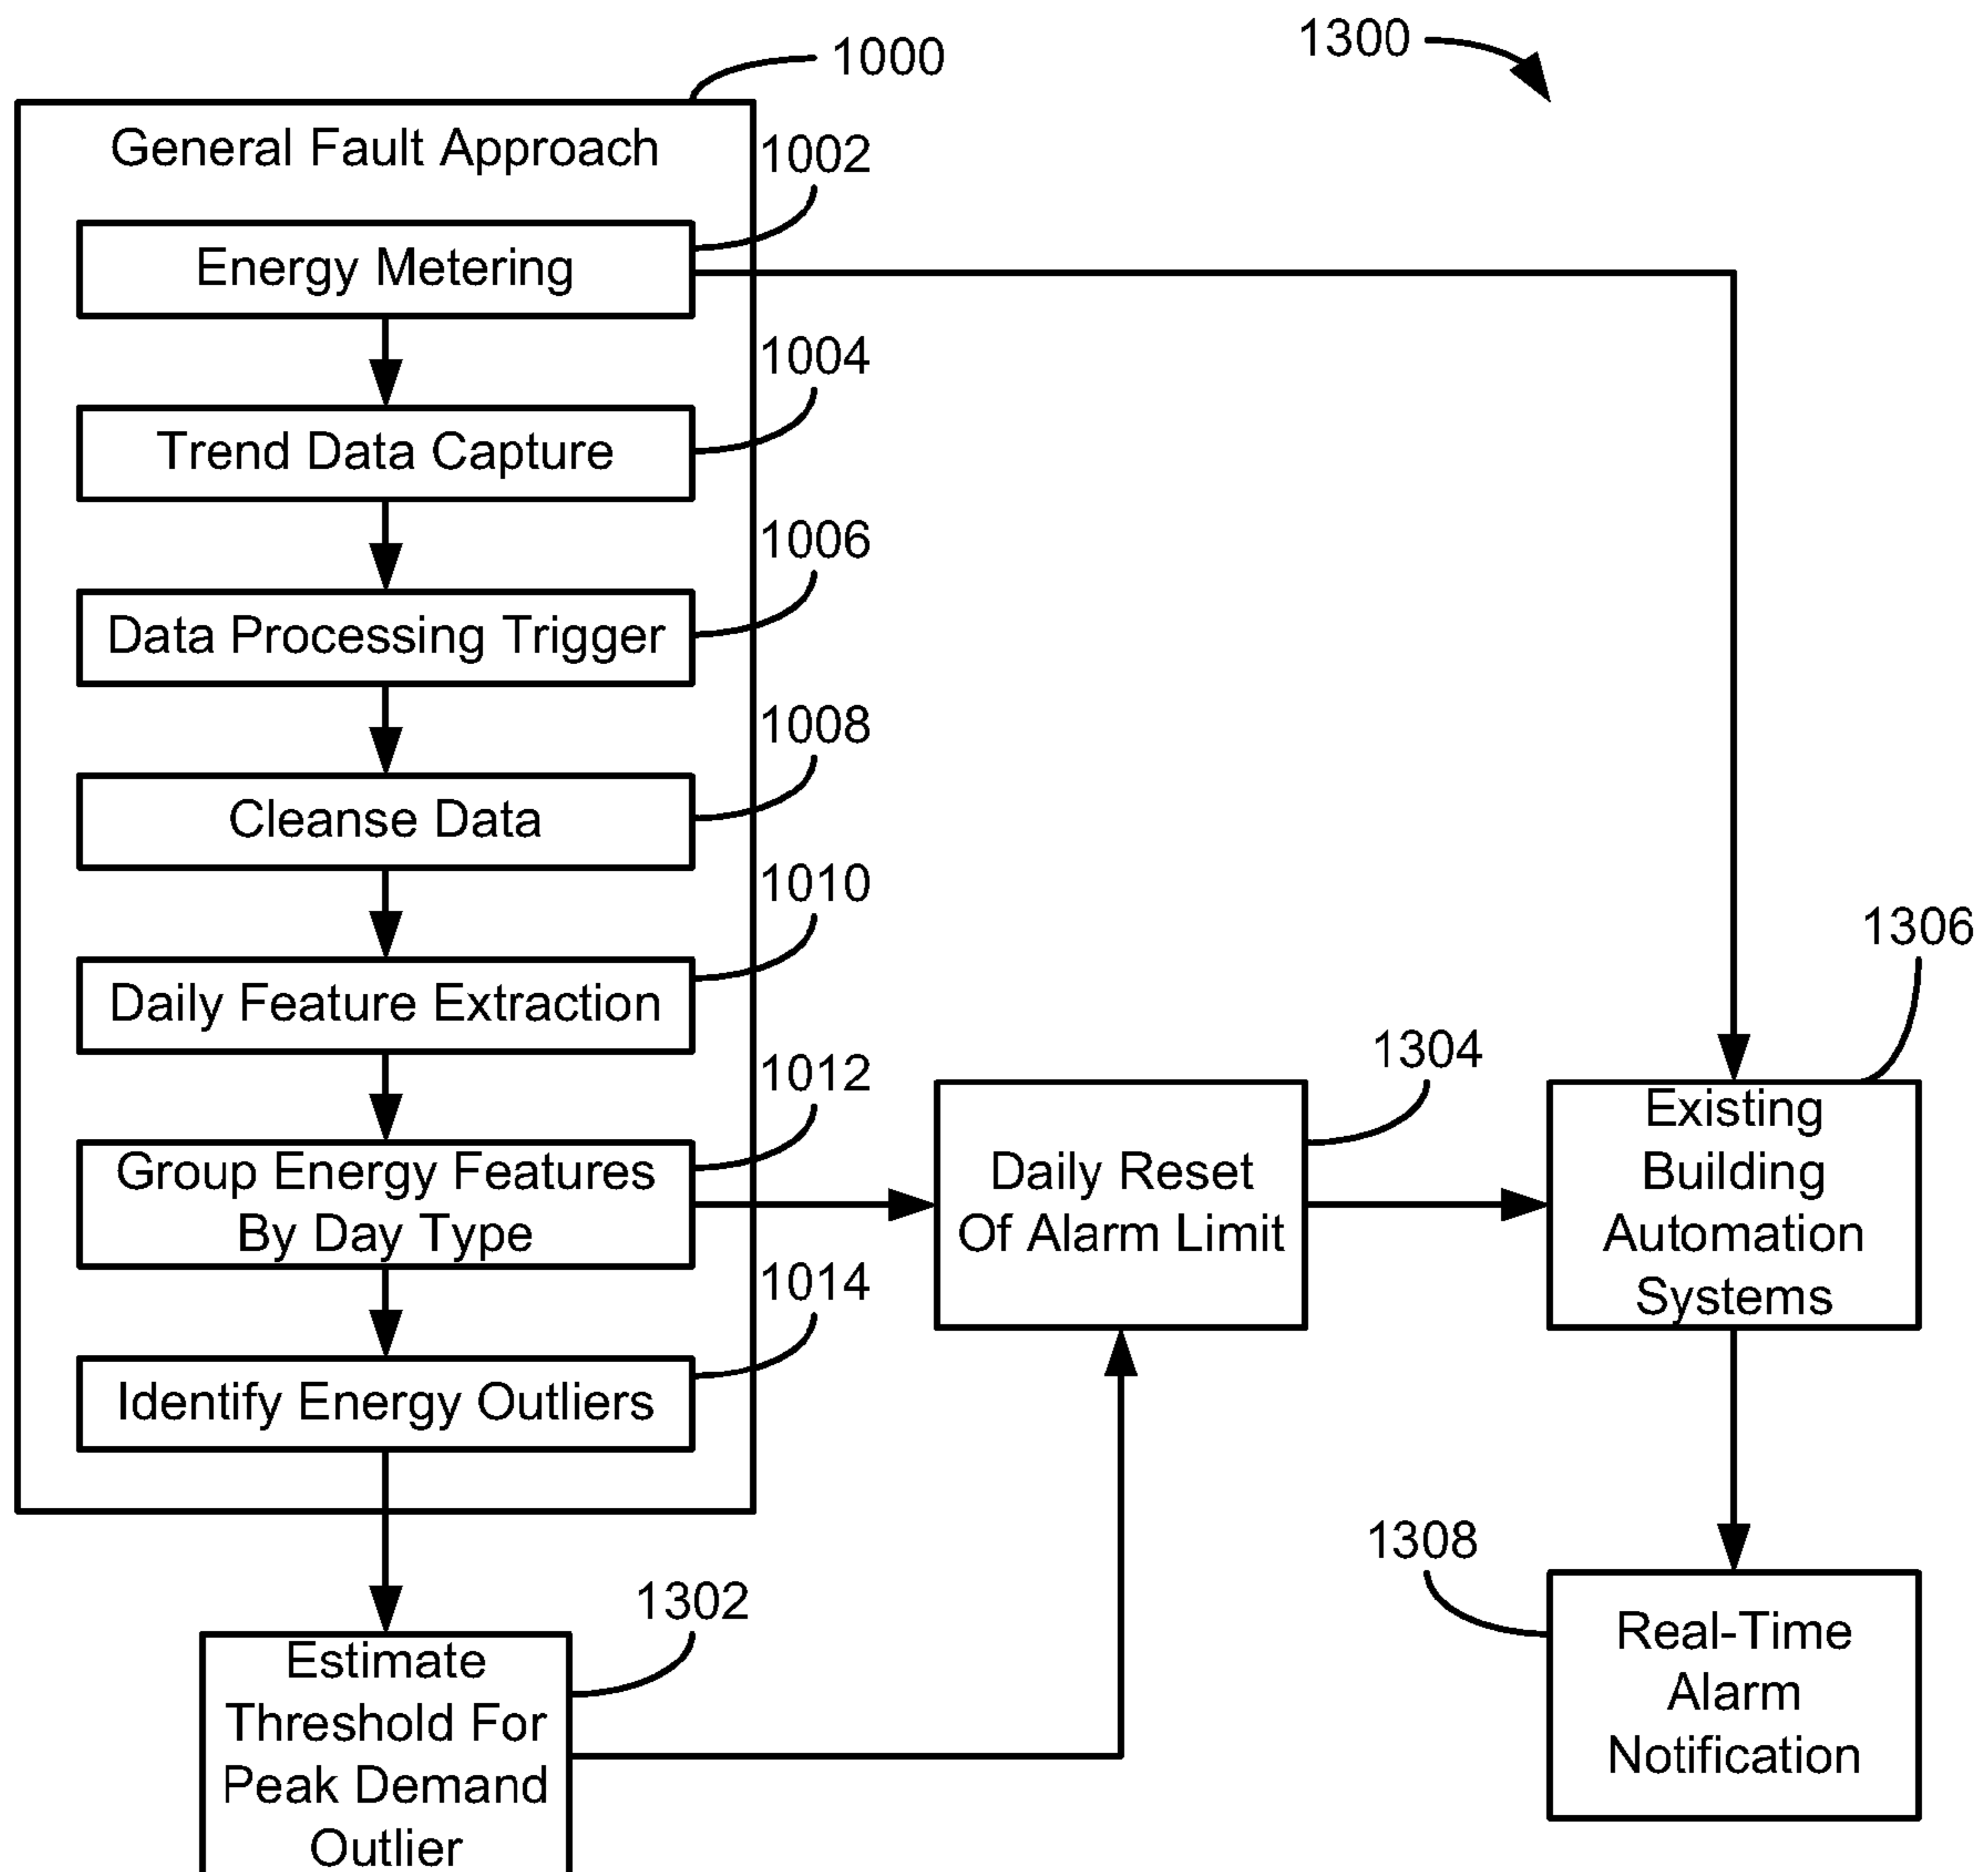 1000
1300
General Fault Approach
1002
Energy Metering
1004
Trend Data Capture
1006
Data Processing Trigger
1008
Cleanse Data
1010
Daily Feature Extraction
1012
Group Energy Features
By Day Type
1014
Identify Energy Outliers
1302
Estimate
Threshold For
Peak Demand
Outlier
1304
Daily Reset
Of Alarm Limit
1306
Existing
Building
Automation
Systems
1308
Real-Time
Alarm
Notification